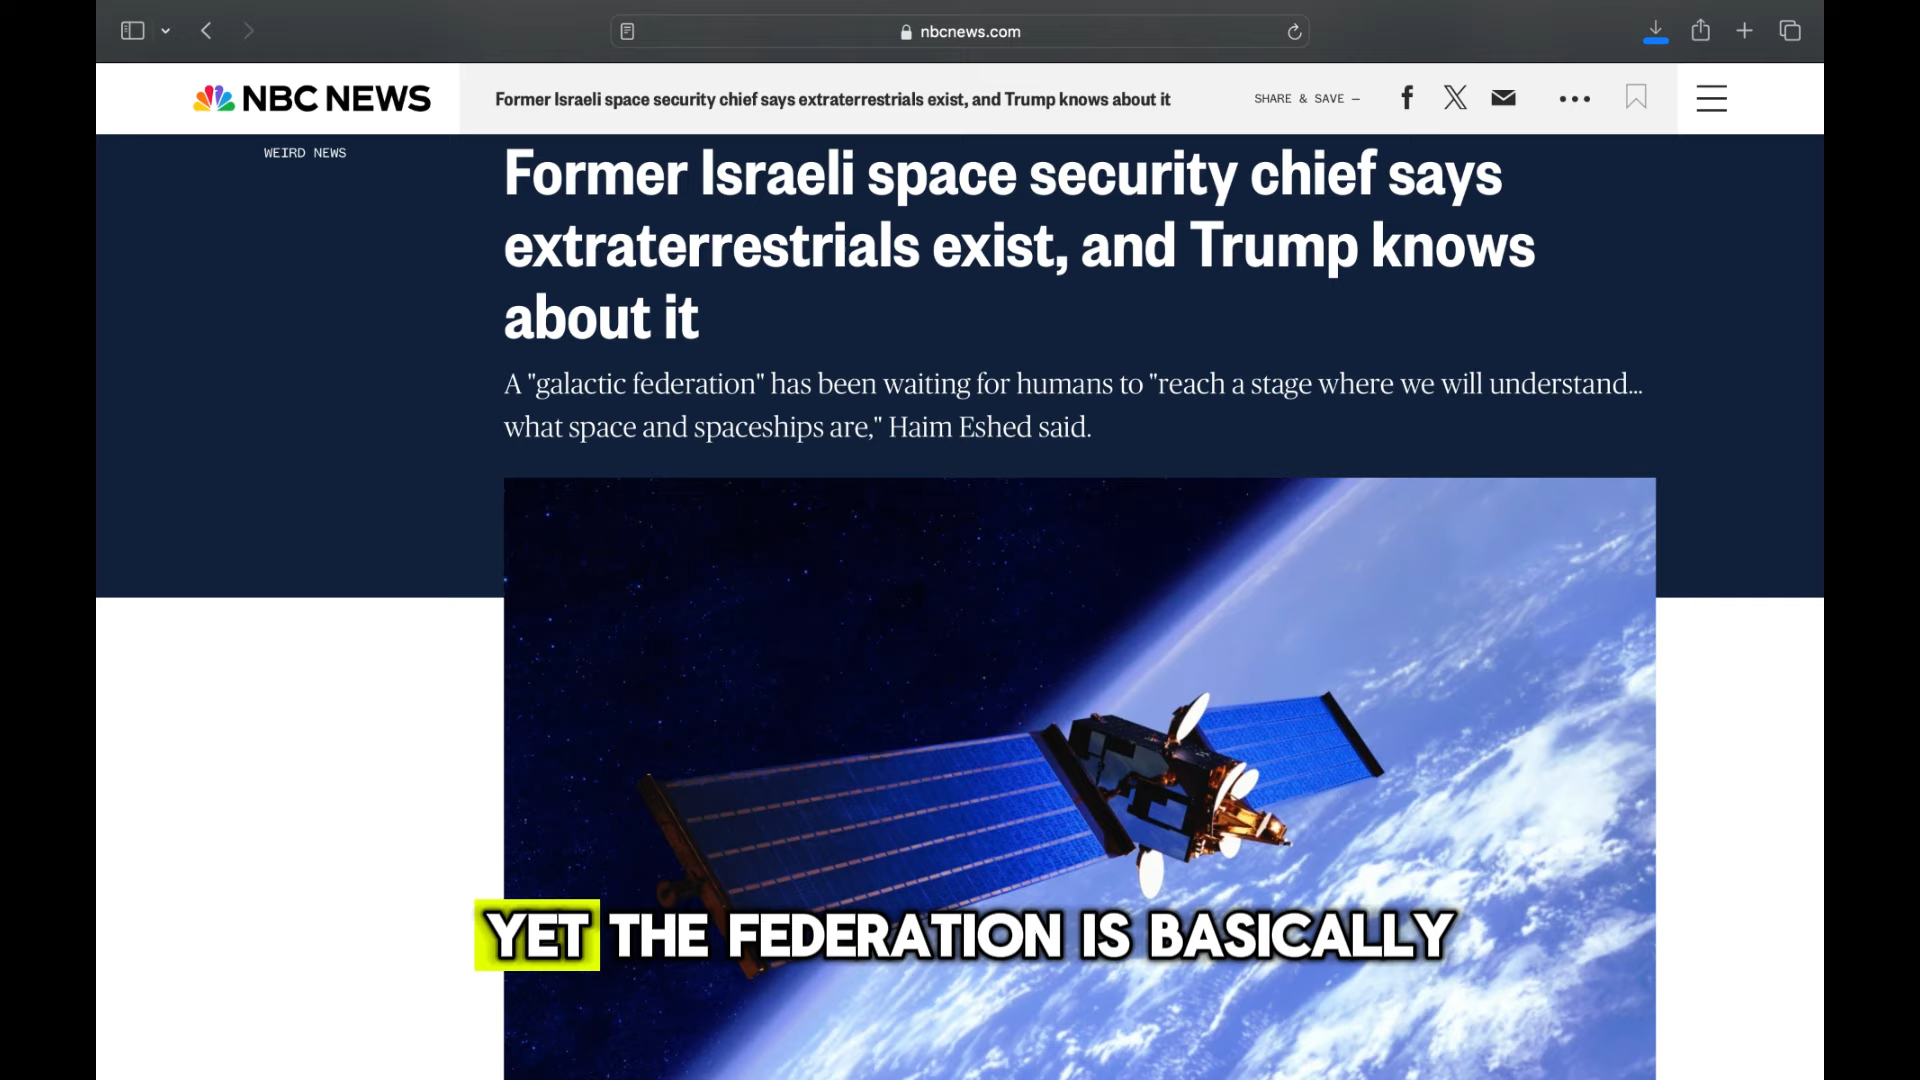 nbcnews.com
NBC NEWS
Former Israeli space security chief says extraterrestrials exist, and Trump knows about it
SHARE & SAVE —
WEIRD NEWS
Former Israeli space security chief says
extraterrestrials exist, and Trump knows
about it
A "galactic federation" has been waiting for humans to "reach a stage where we will understand...
what space and spaceships are," Haim Eshed said.
YET THE FEDERATION IS BASICALLY